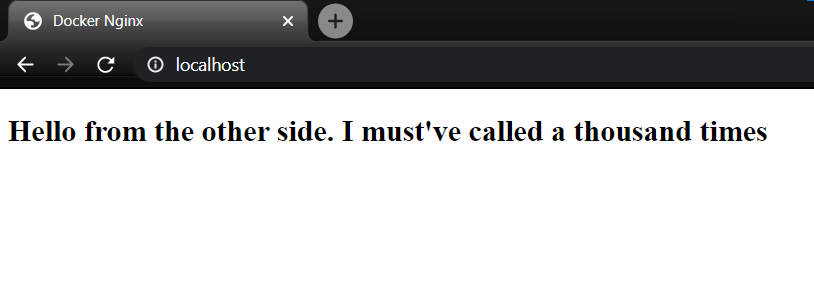 Docker Nginx
localhost
Hello from the other side. I must've called a thousand times